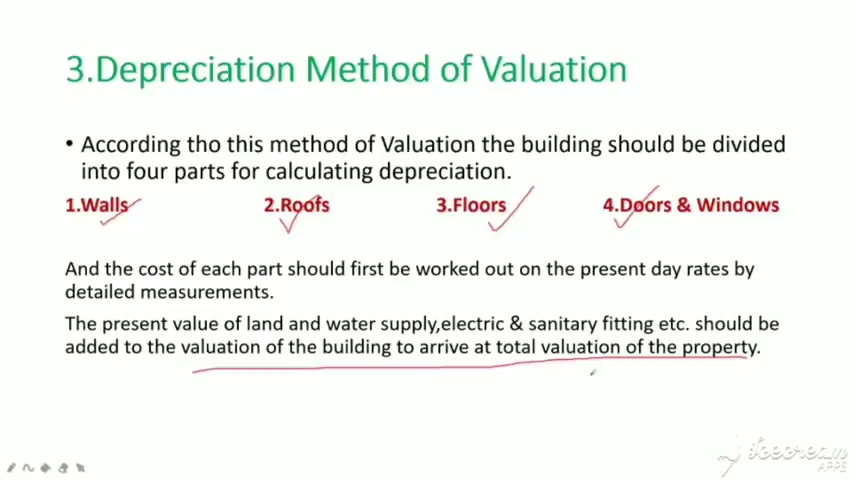 3.Depreciation Method of Valuation
• According tho this method of Valuation the building should be divided
into four parts for calculating depreciation.
1.Walls 2.Roofs 3.Floors 4.Doors & Windows
And the cost of each part should first be worked out on the present day rates by
detailed measurements.
The present value of land and water supply,electric & sanitary fitting etc. should be
added to the valuation of the building to arrive at total valuation of the property.
Icecream
APPS